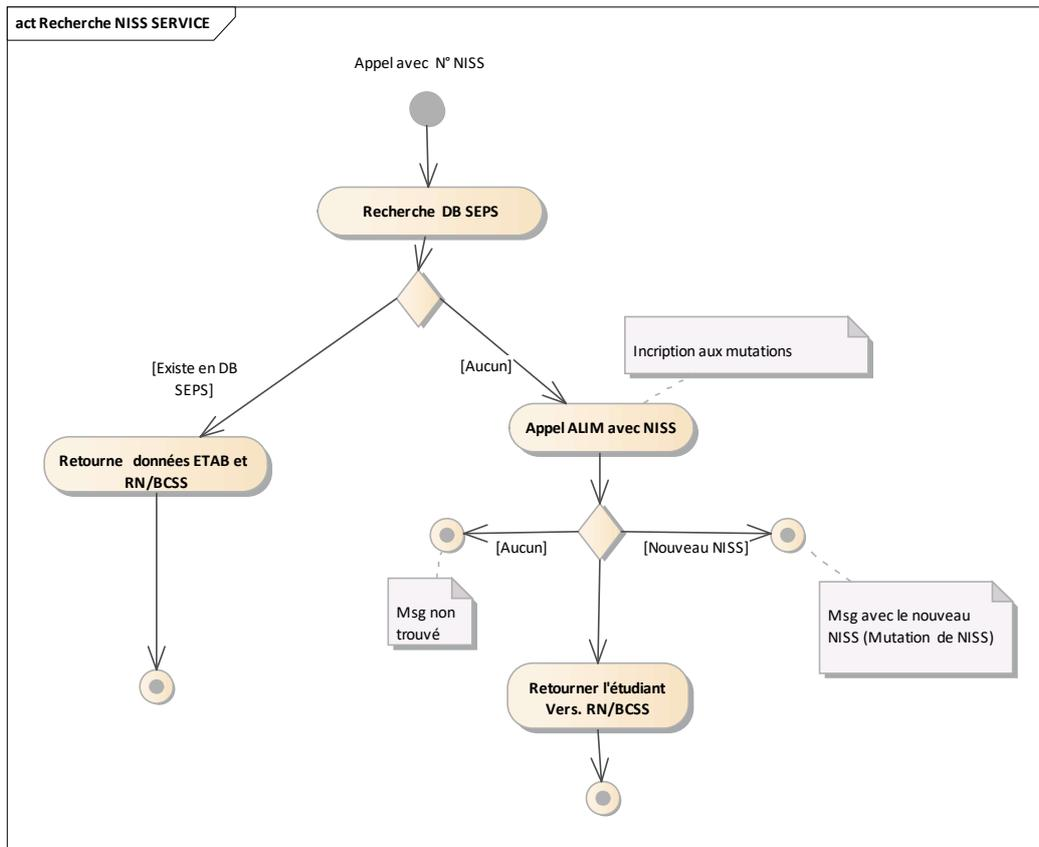 act Recherche NISS SERVICE
Appel avec N° NISS
Recherche DB SEPS
[Existe en DB
SEPS]
[Aucun]
Incription aux mutations
Appel ALIM avec NISS
Retourne données ETAB et
RN/BCSS
[Aucun]
[Nouveau NISS]
Msg non
trouvé
Msg avec le nouveau
NISS (Mutation de NISS)
Retourner l'étudiant
Vers. RN/BCSS